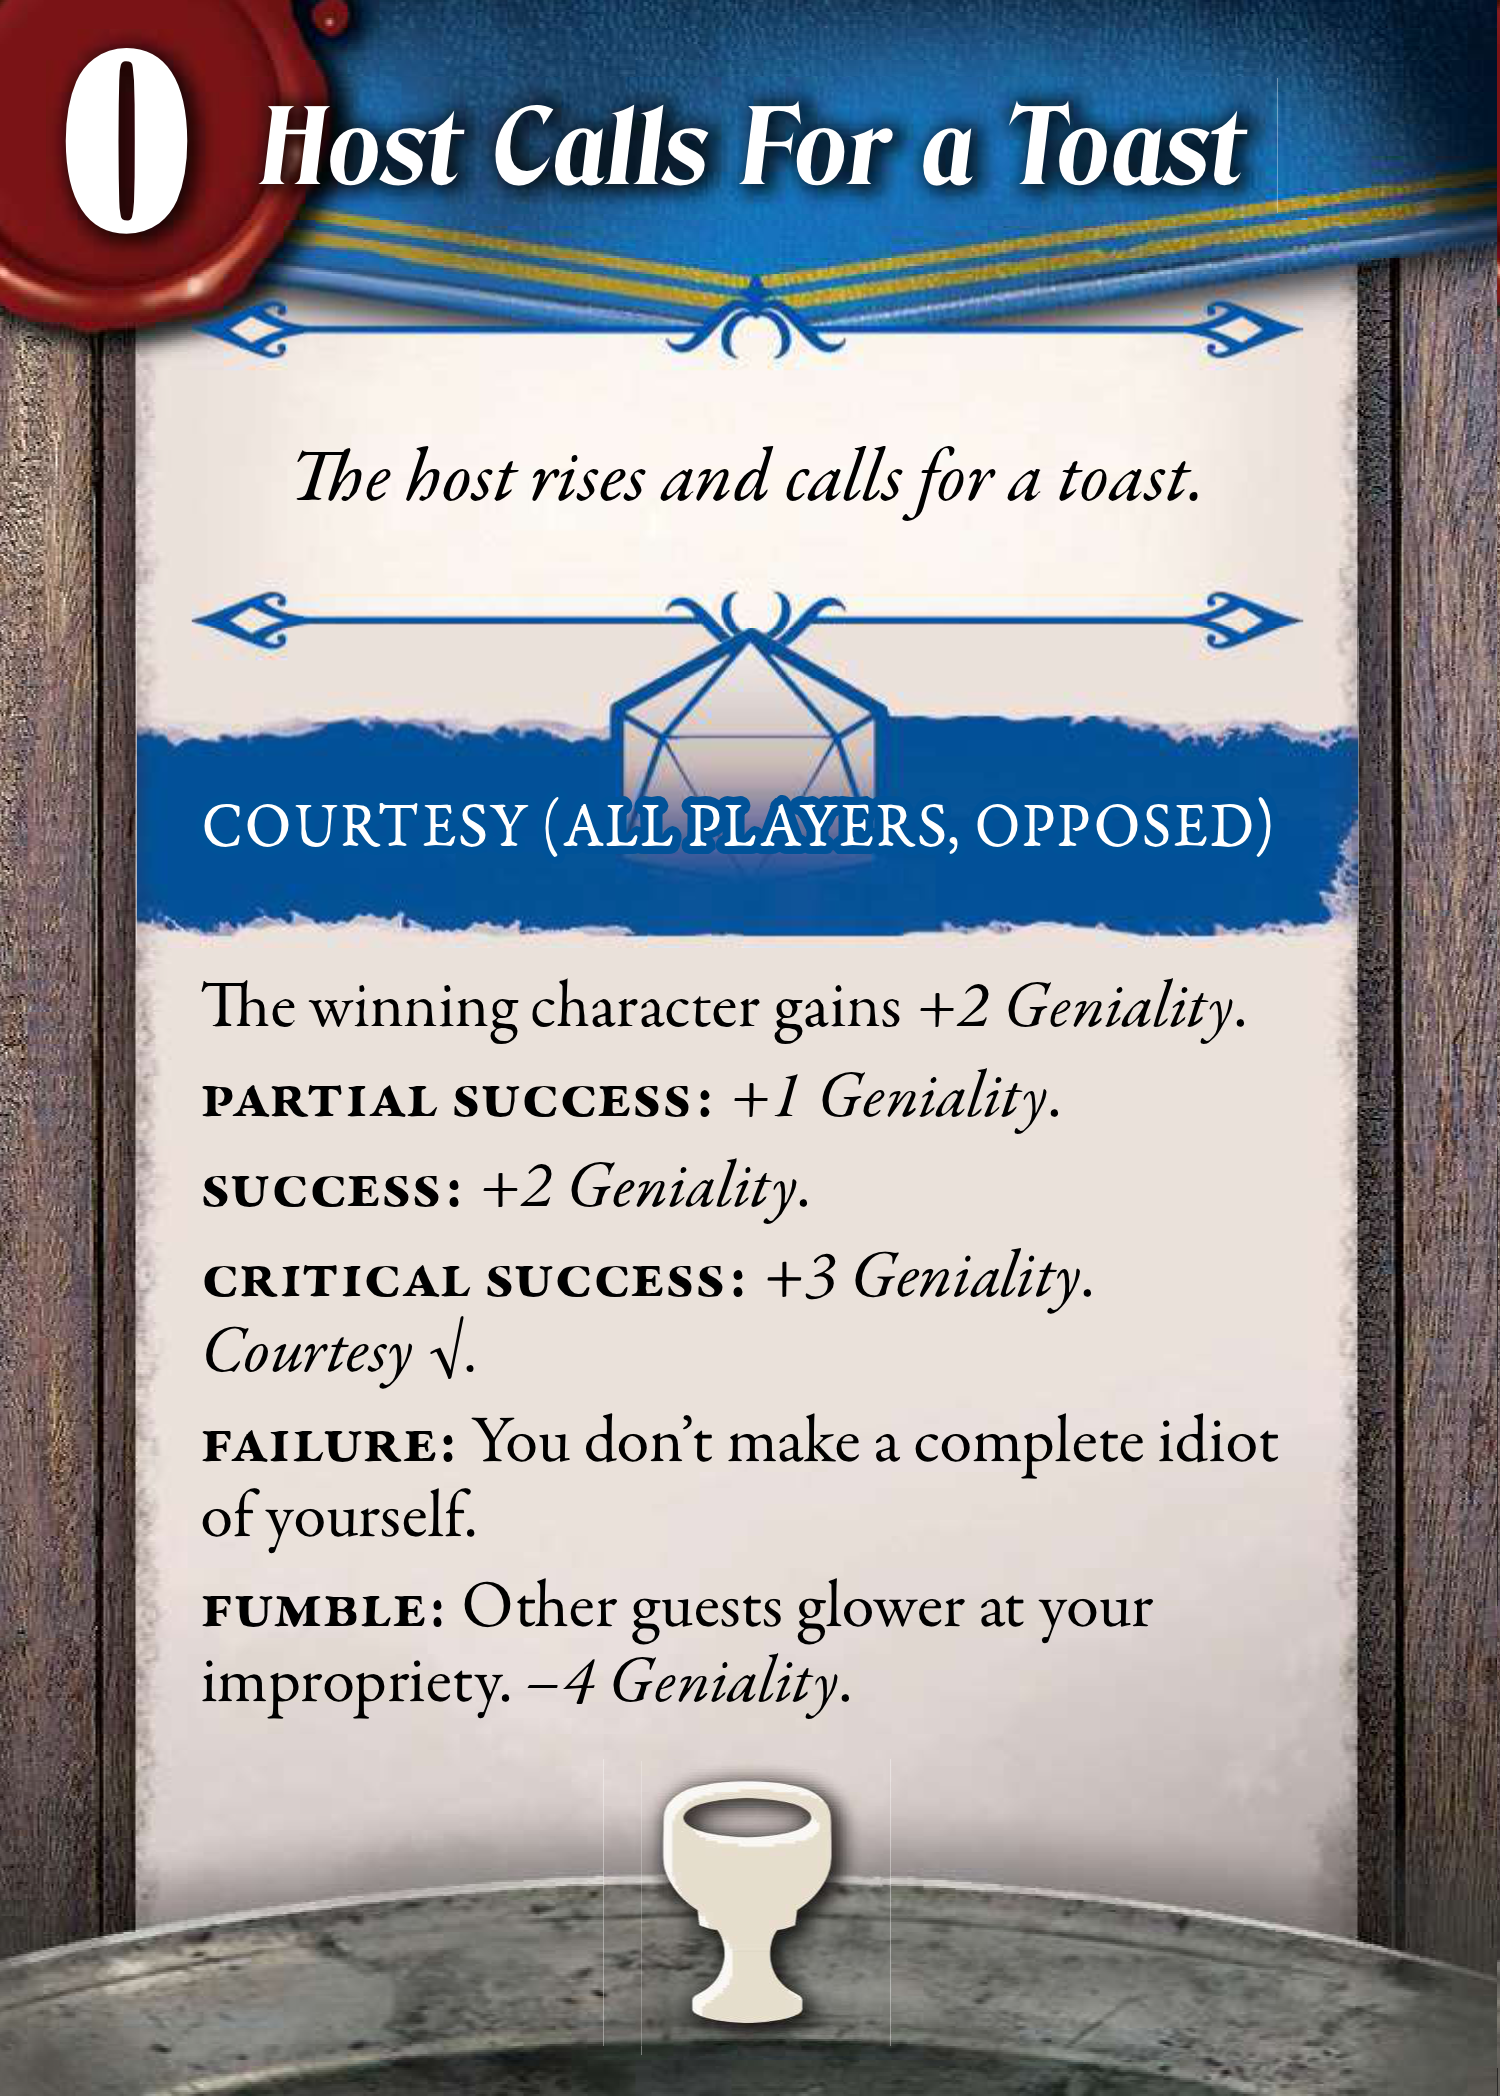 0
Host Calls For a Toast
The host rises and calls for a toast.
COURTESY (ALL PLAYERS, OPPOSED)
The winning character gains +2 Geniality.
PARTIAL SUCCESS: +1 Geniality.
SUCCESS: +2 Geniality.
CRITICAL SUCCESS: +3 Geniality.
Courtesy √.
FAILURE: You don’t make a complete idiot
of yourself.
FUMBLE: Other guests glower at your
impropriety. –4 Geniality.